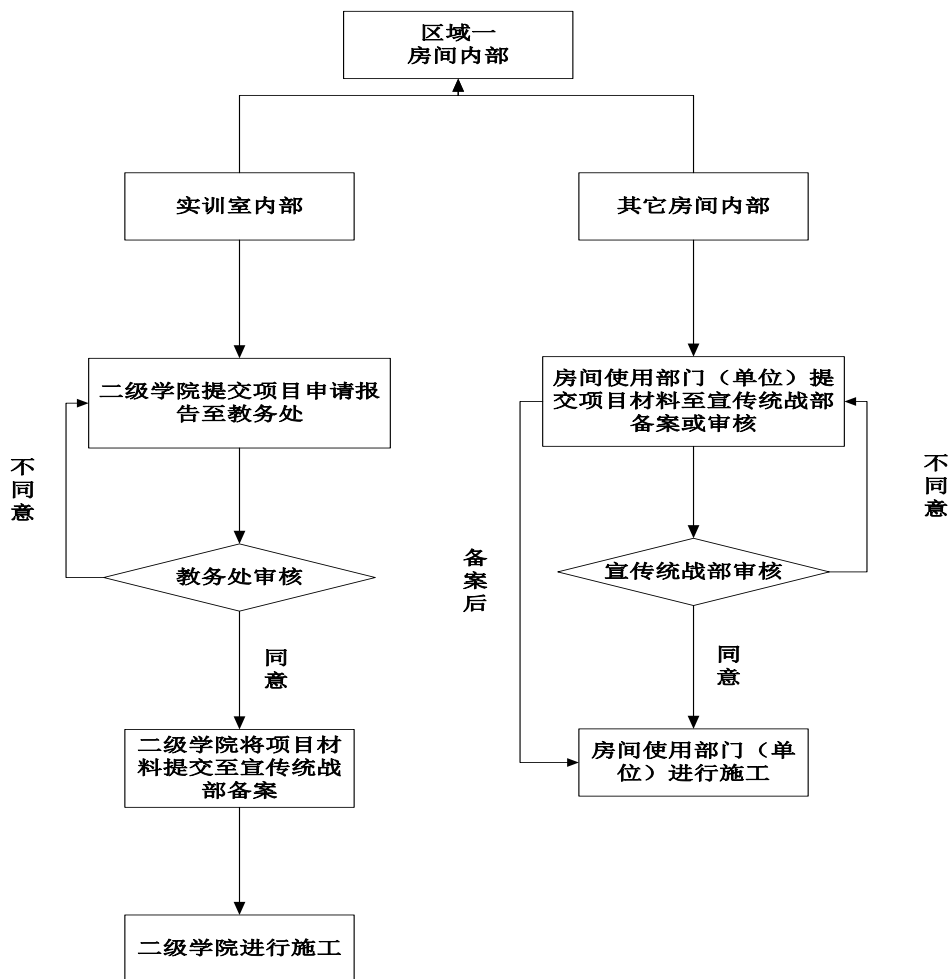 区域一
房间内部
实训室内部
其它房间内部
二级学院提交项目申请报
告至教务处
房间使用部门（单位）提
交项目材料至宣传统战部
备案或审核
不
同
意
不
同
意
教务处审核
备
案
后
宣传统战部审核
同
意
同
意
二级学院将项目材
料提交至宣传统战
部备案
房间使用部门（单
位）进行施工
二级学院进行施工